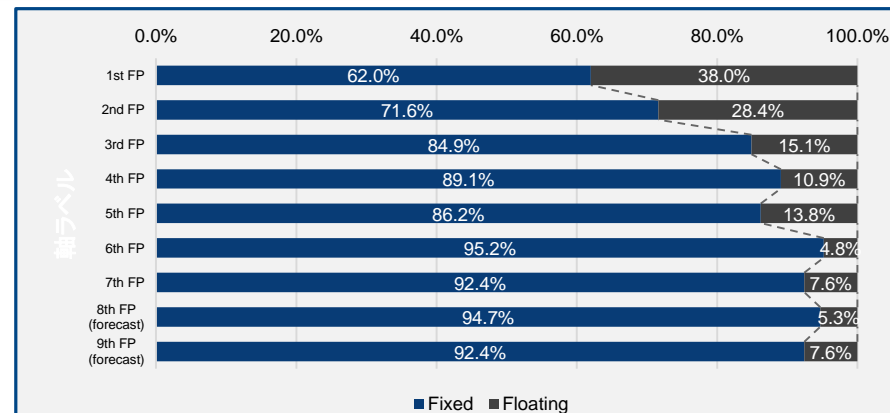 0.0% 20.0% 40.0% 60.0% 80.0% 100.0%
1st FP 62.0% 38.0%
2nd FP 71.6% 28.4%
3rd FP 84.9% 15.1%
4th FP 89.1% 10.9%
5th FP 86.2% 13.8%
6th FP 95.2% 4.8%
7th FP 92.4% 7.6%
8th FP
(forecast) 94.7% 5.3%
9th FP
(forecast) 92.4% 7.6%
軸ラベル
Fixed Floating